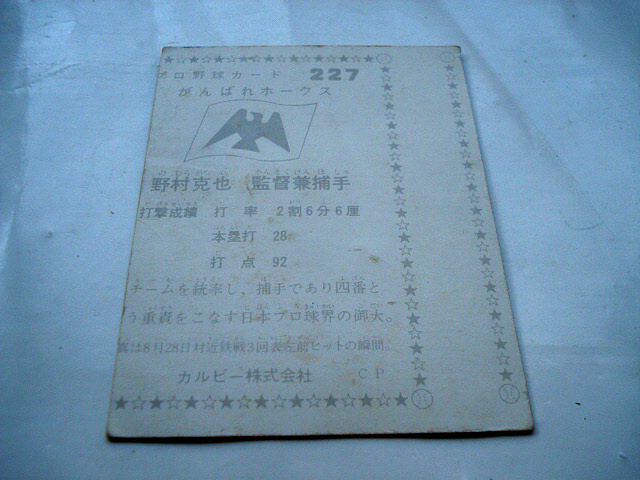 プロ野球カード 227
がんばれホークス
野村克也 監督兼捕手
打撃成績 打率 2割6分6厘
本塁打 28
打点 92
チームを統率し、捕手であり四番と
う重責をこなす日本プロ球界の御大。
真は8月28日対近鉄戦3回表左前ヒットの瞬間。
カルビー株式会社 CP